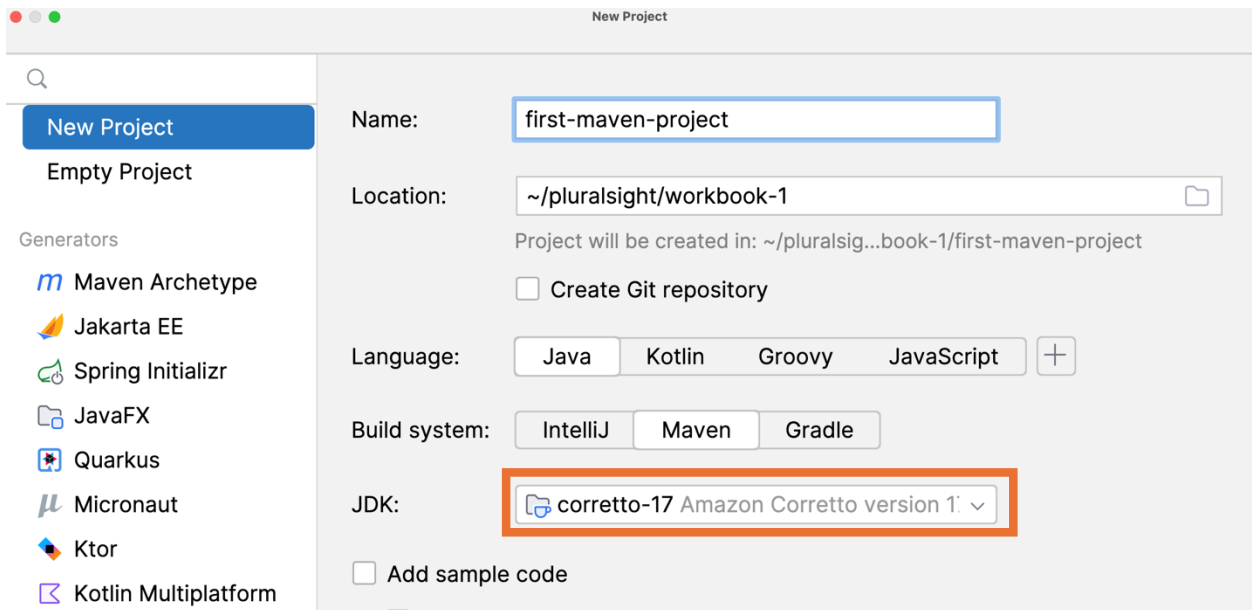 New Project
New Project
Empty Project
Generators
Maven Archetype
Jakarta EE
Spring Initializr
JavaFX
Quarkus
Micronaut
Ktor
Kotlin Multiplatform
Name: first-maven-project
Location: ~/pluralsight/workbook-1
Project will be created in: ~/pluralsig...book-1/first-maven-project
Create Git repository
Language: Java Kotlin Groovy JavaScript
Build system: IntelliJ Maven Gradle
JDK: corretto-17 Amazon Corretto version 1
Add sample code